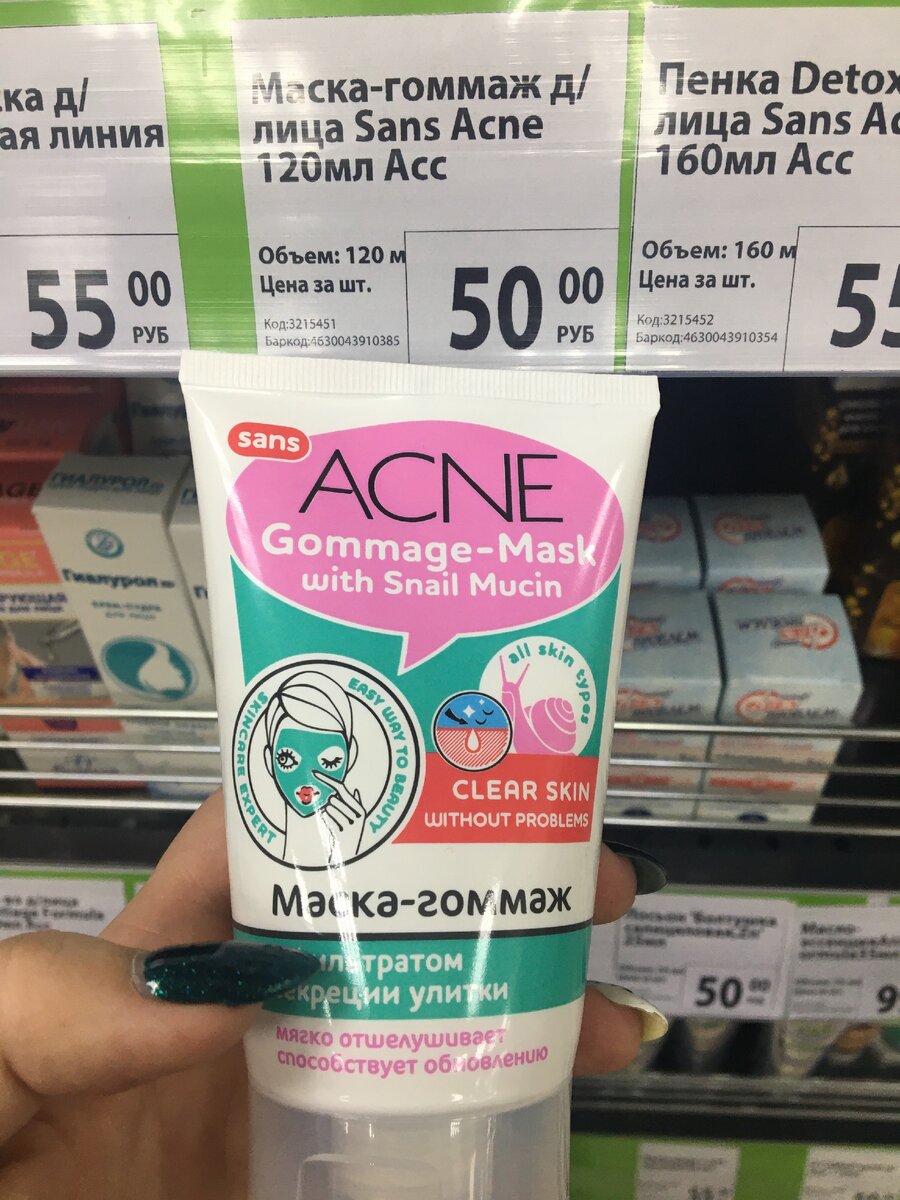 ка д/
ая линия
55 00
РУБ
Маска-гоммаж д/
лица Sans Acne
120мл Асс
Объем: 120 м
Цена за шт.
Код:3215451
Баркод:4630043910385
50 00
РУБ
Пенка Detox
лица Sans Ac
160мл Асс
Объем: 160 м
Цена за шт.
Код:3215452
Баркод:4630043910354
55
sans
ACNE
Gommage-Mask
with Snail Mucin
all skin types
SKINCARE EXPERT
EASY WAY TO BEAUTY
CLEAR SKIN
WITHOUT PROBLEMS
Маска-гоммаж
льтратом
секреции улитки
мягко отшелушивает
способствует обновлению
Гиалурол
50 00